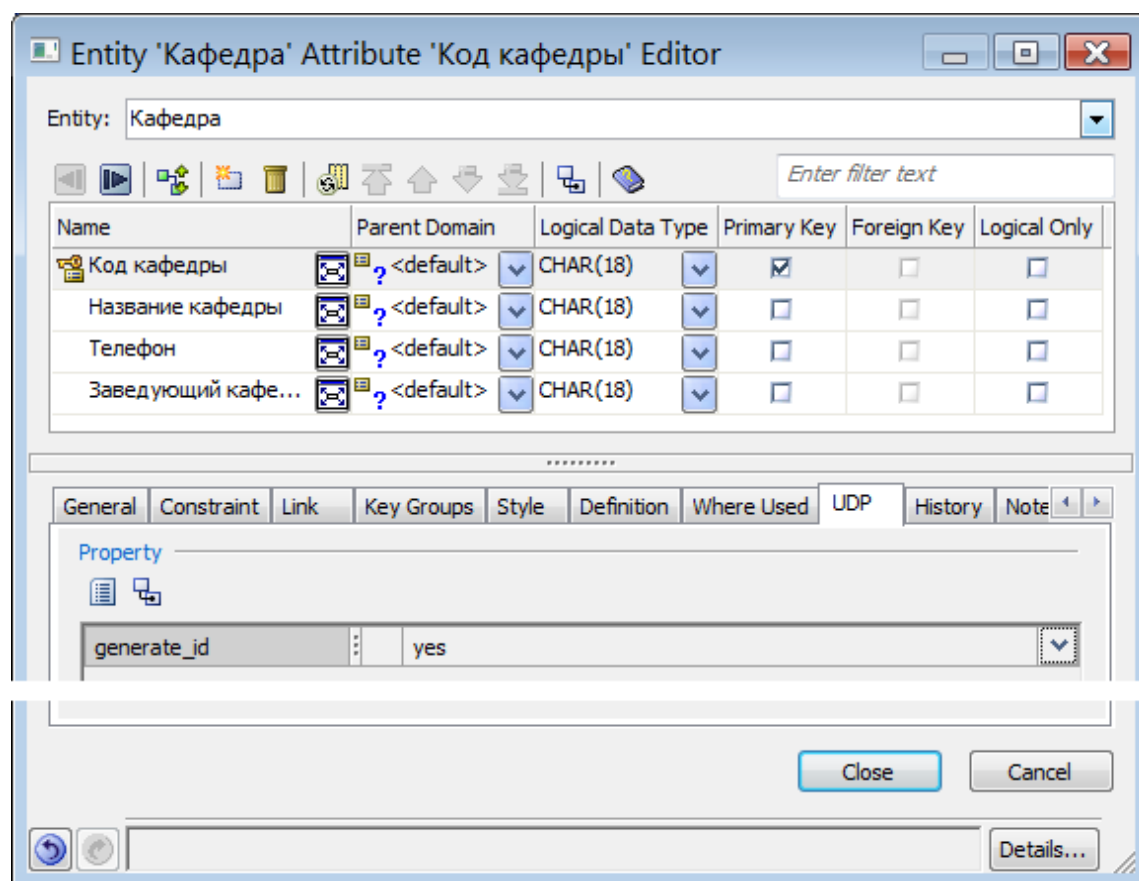 Entity 'Кафедра' Attribute 'Код кафедры' Editor
Entity: Кафедра
Enter filter text
Name Parent Domain Logical Data Type Primary Key Foreign Key Logical Only
Код кафедры <default> CHAR(18)
Название кафедры <default> CHAR(18)
Телефон <default> CHAR(18)
Заведующий кафе... <default> CHAR(18)
General Constraint Link Key Groups Style Definition Where Used UDP History Note
Property
generate_id yes
Close Cancel
Details...